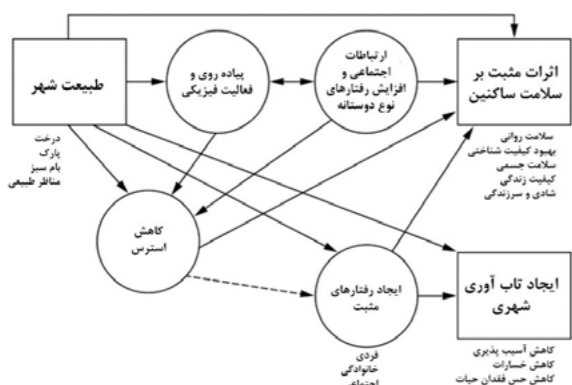 طبیعت شهر
درخت
پارک
بام سبز
مناظر طبیعی
پیاده روی و
فعالیت فیزیکی
ارتباطات
اجتماعی و
افزایش رفتارهای
نوع دوستانه
اثرات مثبت بر
سلامت ساکنین
سلامت روانی
بهبود کیفیت شناختی
سلامت جسمی
کیفیت زندگی
شادی و سرزندگی
کاهش
استرس
ایجاد رفتارهای
مثبت
فردی
خانوادگی
ایجاد تاب آوری
شهری
کاهش آسیب پذیری
کاهش خسارات
کاهش حس فقدان حیات